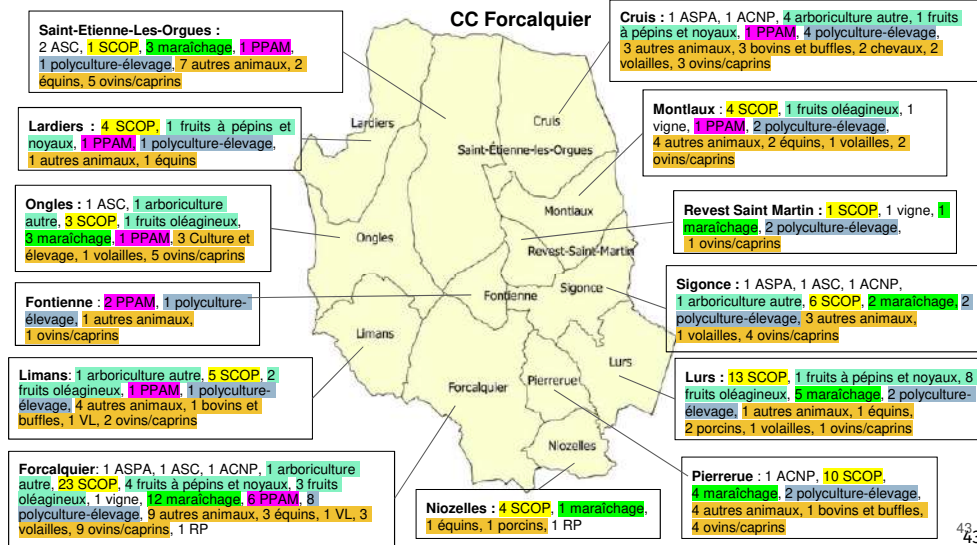 CC Forcalquier
Saint-Etienne-Les-Orgues :
2 ASC, 1 SCOP, 3 maraîchage, 1 PPAM,
1 polyculture-élevage, 7 autres animaux, 2
équins, 5 ovins/caprins
Cruis : 1 ASPA, 1 ACNP, 4 arboriculture autre, 1 fruits
à pépins et noyaux, 1 PPAM, 4 polyculture-élevage,
3 autres animaux, 3 bovins et buffles, 2 chevaux, 2
volailles, 3 ovins/caprins
Lardiers : 4 SCOP, 1 fruits à pépins et
noyaux, 1 PPAM, 1 polyculture-élevage,
1 autres animaux, 1 équins
Montlaux : 4 SCOP, 1 fruits oléagineux, 1
vigne, 1 PPAM, 2 polyculture-élevage,
4 autres animaux, 2 équins, 1 volailles, 2
ovins/caprins
Ongles : 1 ASC, 1 arboriculture
autre, 3 SCOP, 1 fruits oléagineux,
3 maraîchage, 1 PPAM, 3 Culture et
élevage, 1 volailles, 5 ovins/caprins
Revest Saint Martin : 1 SCOP, 1 vigne, 1
maraîchage, 2 polyculture-élevage,
1 ovins/caprins
Fontienne : 2 PPAM, 1 polyculture-
élevage, 1 autres animaux,
1 ovins/caprins
Sigonce : 1 ASPA, 1 ASC, 1 ACNP,
1 arboriculture autre, 6 SCOP, 2 maraîchage, 2
polyculture-élevage, 3 autres animaux,
1 volailles, 4 ovins/caprins
Limans: 1 arboriculture autre, 5 SCOP, 2
fruits oléagineux, 1 PPAM, 1 polyculture-
élevage, 4 autres animaux, 1 bovins et
buffles, 1 VL, 2 ovins/caprins
Lurs : 13 SCOP, 1 fruits à pépins et noyaux, 8
fruits oléagineux, 5 maraîchage, 2 polyculture-
élevage, 1 autres animaux, 1 équins,
2 porcins, 1 volailles, 1 ovins/caprins
Forcalquier: 1 ASPA, 1 ASC, 1 ACNP, 1 arboriculture
autre, 23 SCOP, 4 fruits à pépins et noyaux, 3 fruits
oléagineux, 1 vigne, 12 maraîchage, 6 PPAM, 8
polyculture-élevage, 9 autres animaux, 3 équins, 1 VL, 3
volailles, 9 ovins/caprins, 1 RP
Niozelles : 4 SCOP, 1 maraîchage,
1 équins, 1 porcins, 1 RP
Pierrerue : 1 ACNP, 10 SCOP,
4 maraîchage, 2 polyculture-élevage,
4 autres animaux, 1 bovins et buffles,
4 ovins/caprins
Lardiers
Cruis
Saint-Étienne-les-Orgues
Montlaux
Ongles
Revest-Saint-Martin
Sigonce
Fontienne
Limans
Lurs
Pierrerue
Forcalquier
Niozelles
43
43